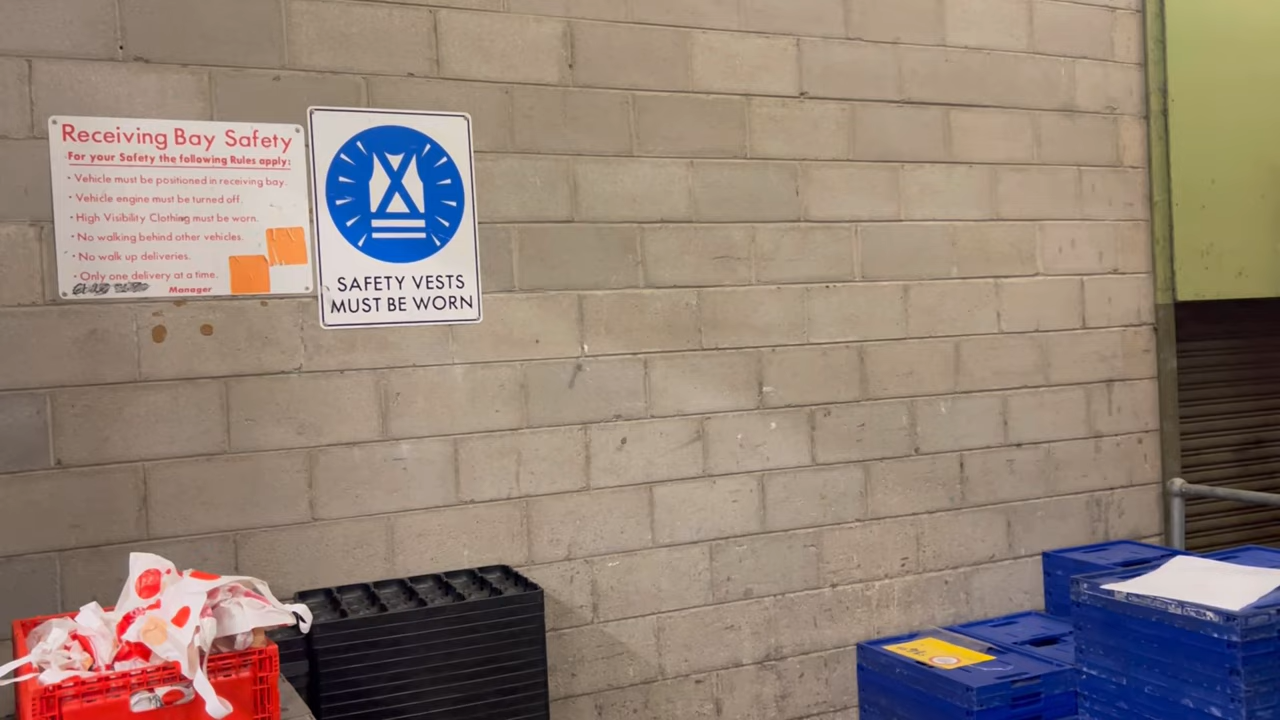 Receiving Bay Safety
For your Safety the following Rules apply:
• Vehicle must be positioned in receiving bay.
• Vehicle engine must be turned off.
• High Visibility Clothing must be worn.
• No walking behind other vehicles.
• No walk up deliveries.
• Only one delivery at a time.
Manager
SAFETY VESTS
MUST BE WORN